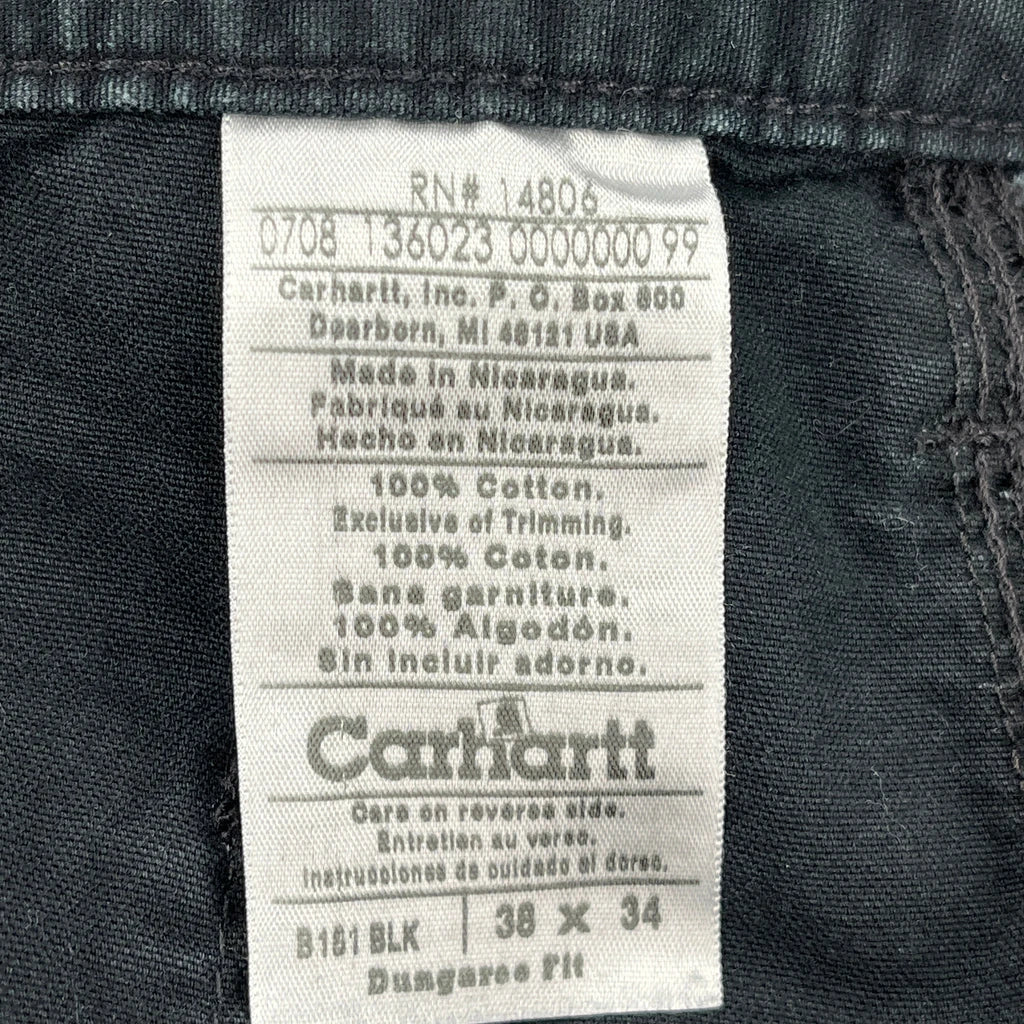 RN# 14806
0708 136023 0000000 99
Carhartt, Inc. P. O. Box 600
Dearborn, MI 48121 USA
Made in Nicaragua.
Fabriqué au Nicaragua.
Hecho en Nicaragua.
100% Cotton.
Exclusive of Trimming.
100% Coton.
Sans garniture.
100% Algodón.
Sin incluir adorno.
Carhartt
Care on reverse side.
Entretien au verso.
Instrucciones de cuidado al dorso.
B151 BLK 38 x 34
Dungaree Fit